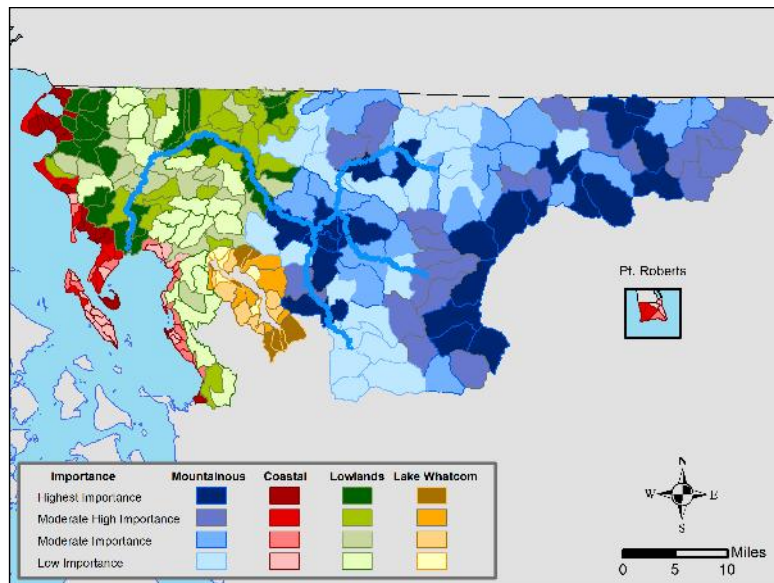 Pt. Roberts
Importance Mountainous Coastal Lowlands Lake Whatcom
Highest Importance
Moderate High Importance
Moderate Importance
Low Importance
N
W E
S
Miles
0 5 10